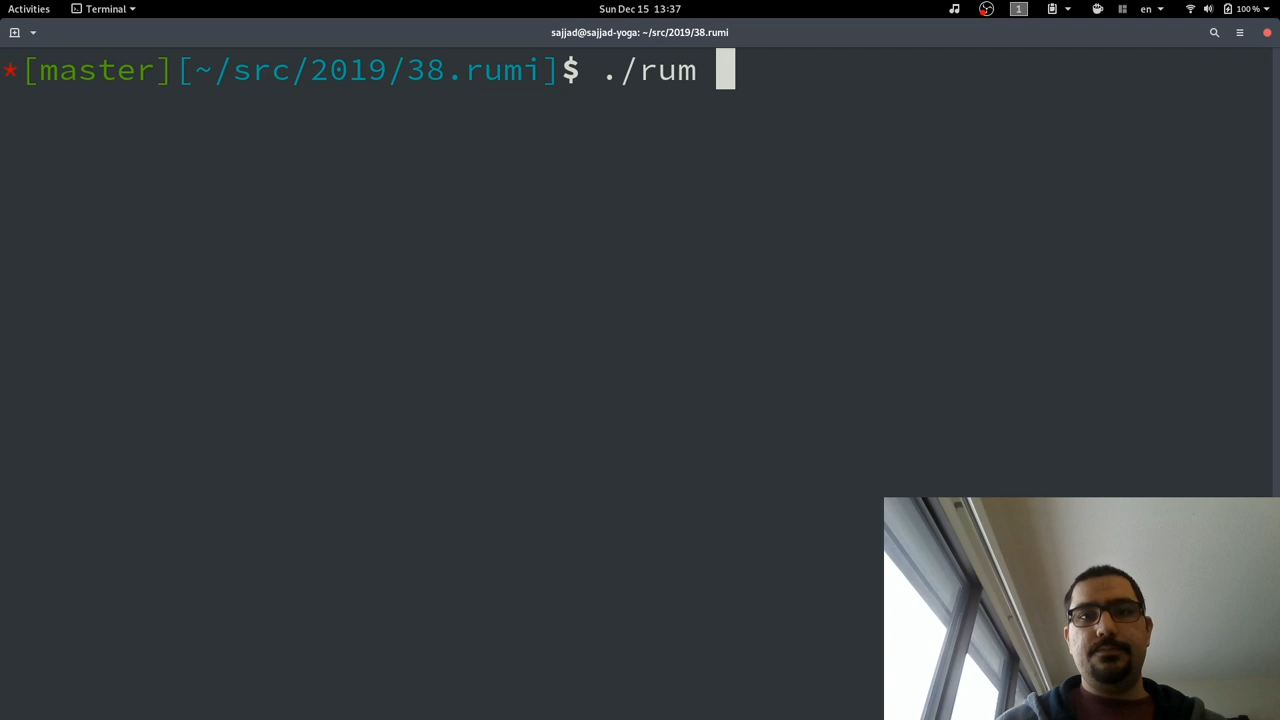 Activities Terminal Sun Dec 15 13:37 1 en 100 %
sajjad@sajjad-yoga: ~/src/2019/38.rumi
*[master][~/src/2019/38.rumi]$ ./rum